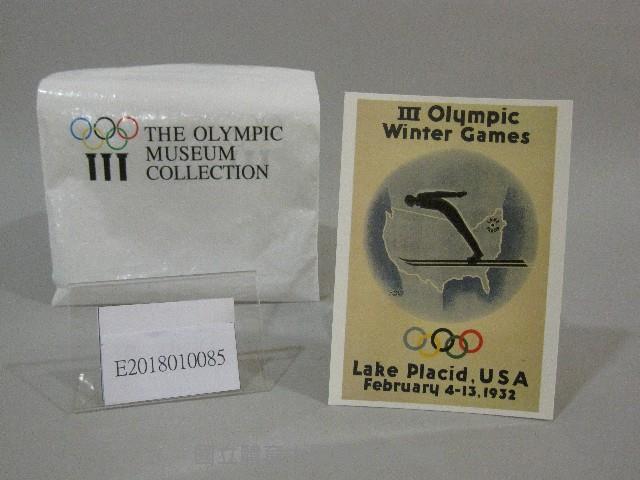 THE OLYMPIC
MUSEUM
COLLECTION
E2018010085
III Olympic
Winter Games
Lake Placid, USA
February 4-13, 1932